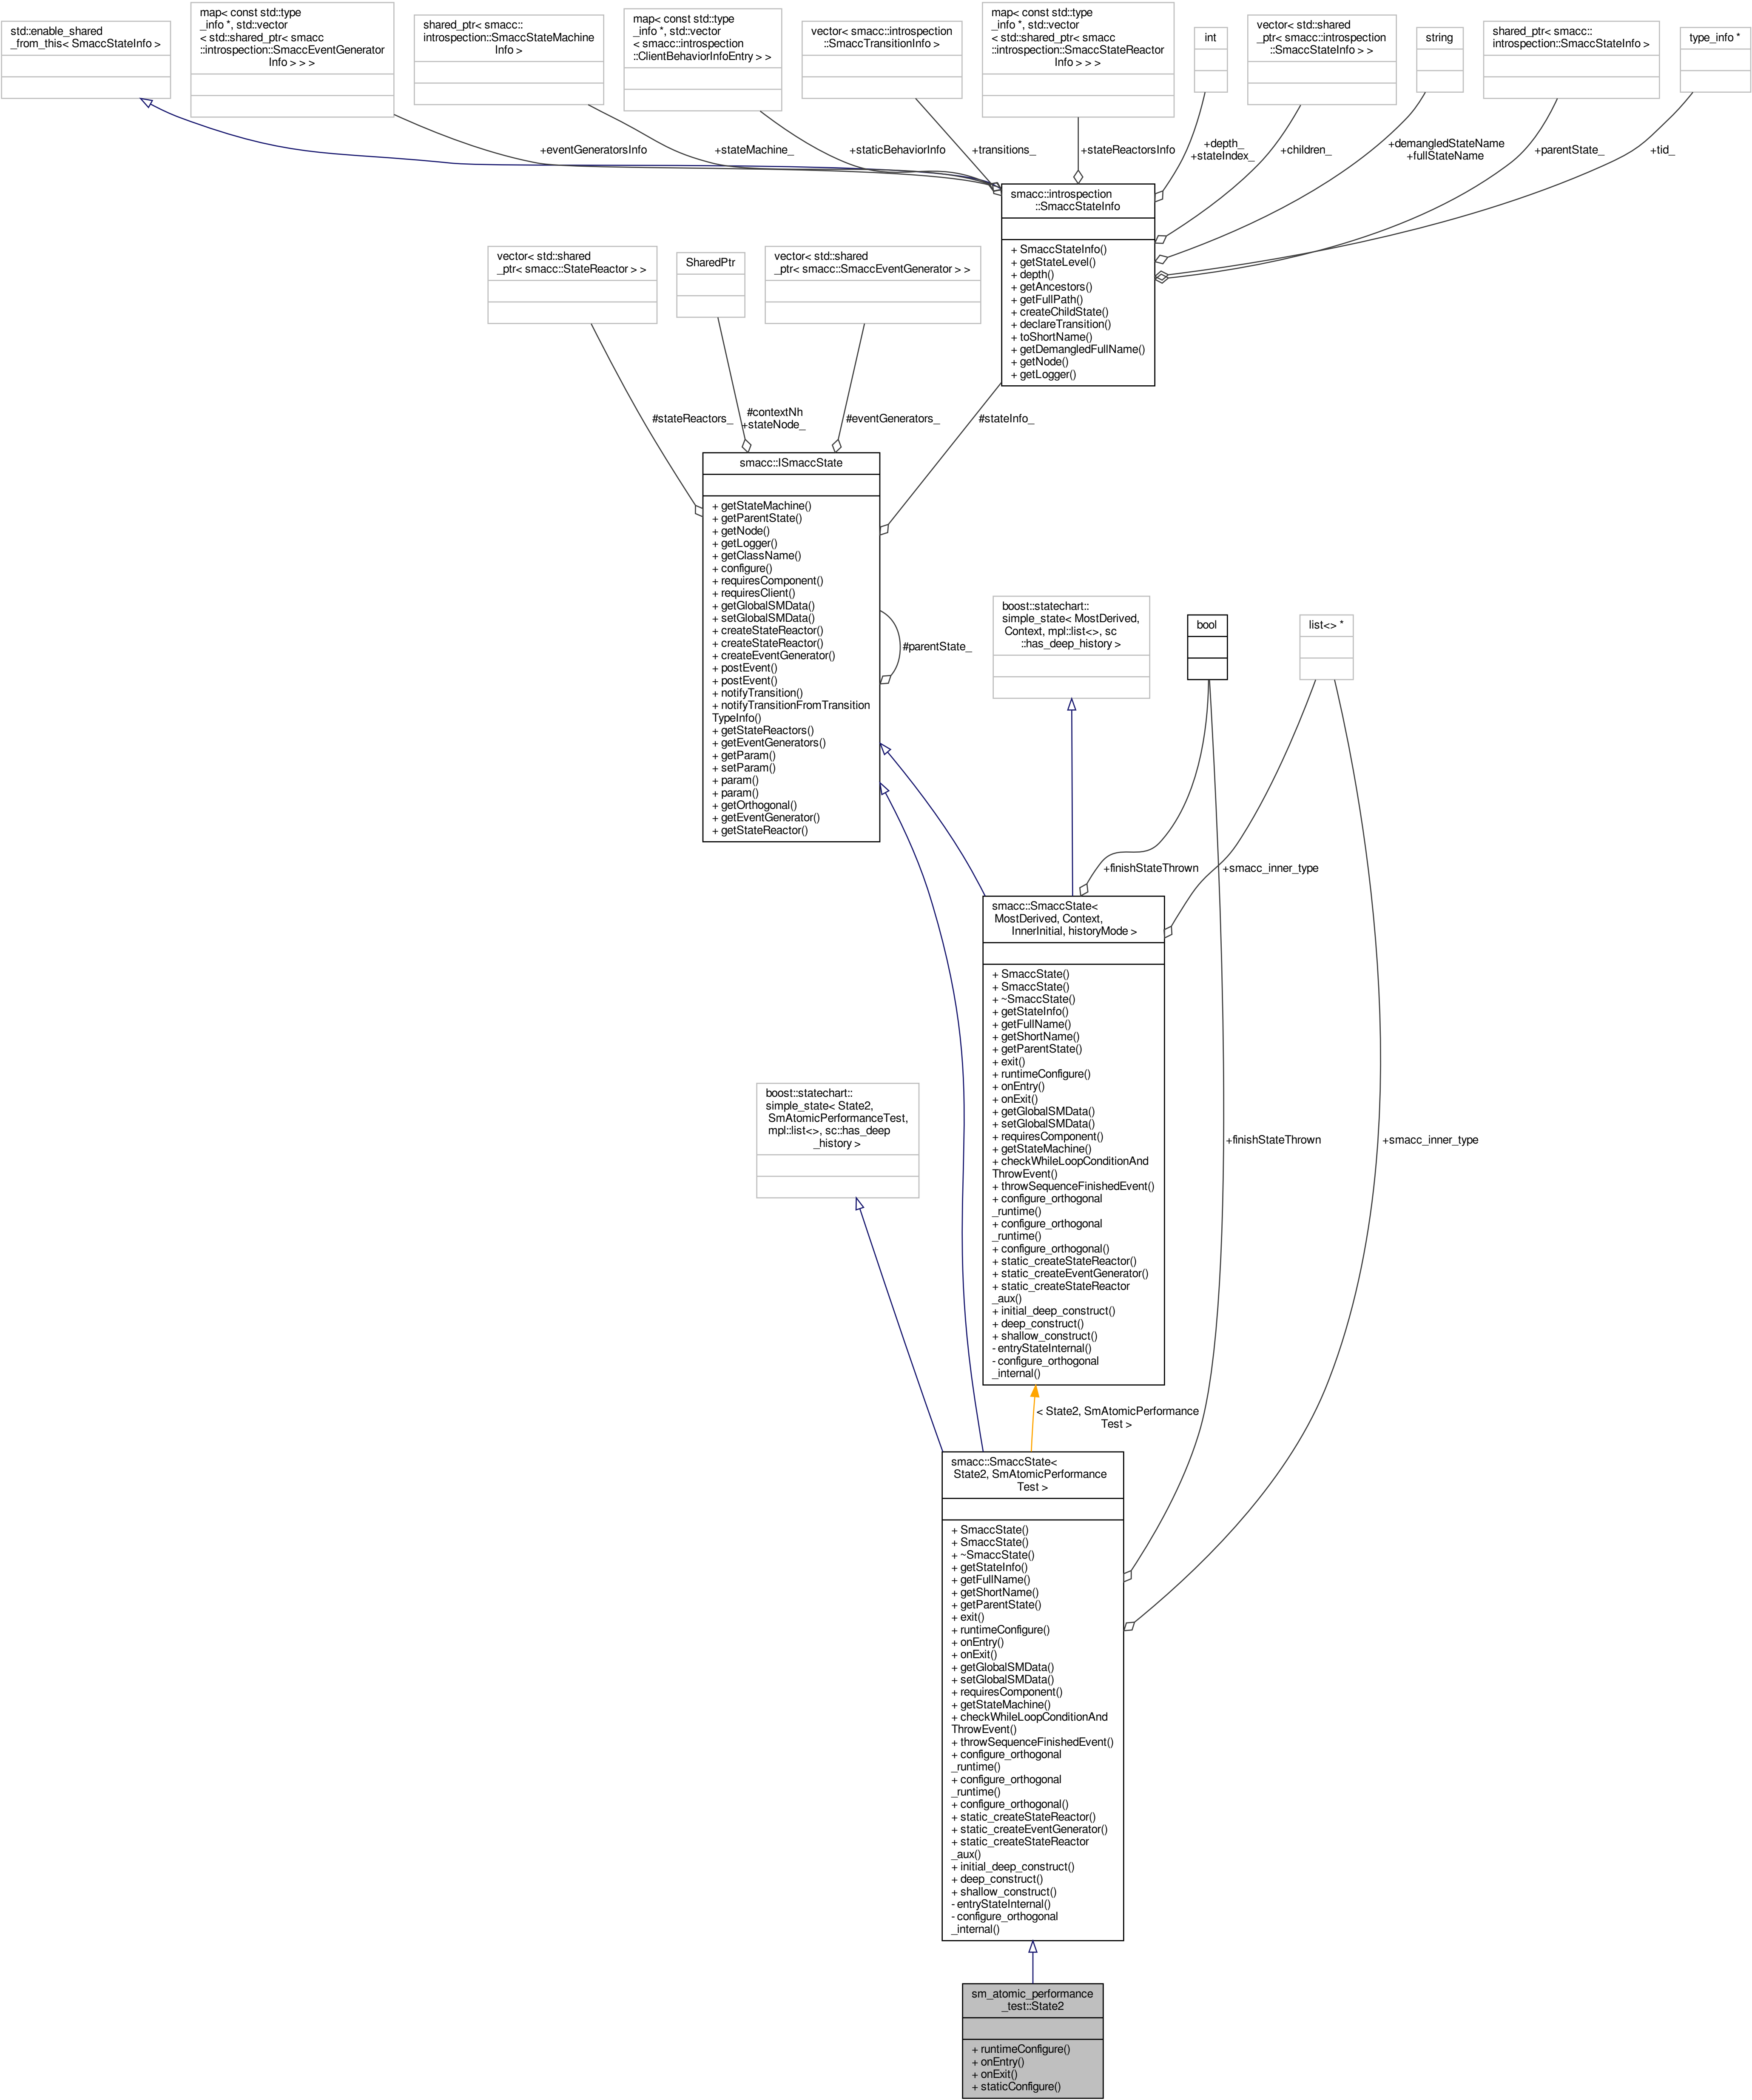 std::enable_shared
_from_this< SmaccStateInfo >
map< const std::type
_info *, std::vector
< std::shared_ptr< smacc
::introspection::SmaccEventGenerator
Info > > >
shared_ptr< smacc::
introspection::SmaccStateMachine
Info >
map< const std::type
_info *, std::vector
< smacc::introspection
::ClientBehaviorInfoEntry > >
vector< smacc::introspection
::SmaccTransitionInfo >
map< const std::type
_info *, std::vector
< std::shared_ptr< smacc
::introspection::SmaccStateReactor
Info > > >
int
vector< std::shared
_ptr< smacc::introspection
::SmaccStateInfo > >
string
shared_ptr< smacc::
introspection::SmaccStateInfo >
type_info *
+eventGeneratorsInfo
+stateMachine_
+staticBehaviorInfo
+transitions_
+stateReactorsInfo
+depth_
+stateIndex_
+children_
+demangledStateName
+fullStateName
+parentState_
+tid_
smacc::introspection
::SmaccStateInfo
+ SmaccStateInfo()
+ getStateLevel()
+ depth()
+ getAncestors()
+ getFullPath()
+ createChildState()
+ declareTransition()
+ toShortName()
+ getDemangledFullName()
+ getNode()
+ getLogger()
vector< std::shared
_ptr< smacc::StateReactor > >
SharedPtr
vector< std::shared
_ptr< smacc::SmaccEventGenerator > >
#stateReactors_
#contextNh
+stateNode_
#eventGenerators_
#stateInfo_
smacc::ISmaccState
+ getStateMachine()
+ getParentState()
+ getNode()
+ getLogger()
+ getClassName()
+ configure()
+ requiresComponent()
+ requiresClient()
+ getGlobalSMData()
+ setGlobalSMData()
+ createStateReactor()
+ createStateReactor()
+ createEventGenerator()
+ postEvent()
+ postEvent()
+ notifyTransition()
+ notifyTransitionFromTransition
TypeInfo()
+ getStateReactors()
+ getEventGenerators()
+ getParam()
+ setParam()
+ param()
+ param()
+ getOrthogonal()
+ getEventGenerator()
+ getStateReactor()
#parentState_
boost::statechart::
simple_state< MostDerived,
Context, mpl::list<>, sc
::has_deep_history >
bool
list<> *
+finishStateThrown
+smacc_inner_type
smacc::SmaccState<
MostDerived, Context,
InnerInitial, historyMode >
+ SmaccState()
+ SmaccState()
+ ~SmaccState()
+ getStateInfo()
+ getFullName()
+ getShortName()
+ getParentState()
+ exit()
+ runtimeConfigure()
+ onEntry()
+ onExit()
+ getGlobalSMData()
+ setGlobalSMData()
+ requiresComponent()
+ getStateMachine()
+ checkWhileLoopConditionAnd
ThrowEvent()
+ throwSequenceFinishedEvent()
+ configure_orthogonal
_runtime()
+ configure_orthogonal
_runtime()
+ configure_orthogonal()
+ static_createStateReactor()
+ static_createEventGenerator()
+ static_createStateReactor
_aux()
+ initial_deep_construct()
+ deep_construct()
+ shallow_construct()
- entryStateInternal()
- configure_orthogonal
_internal()
boost::statechart::
simple_state< State2,
SmAtomicPerformanceTest,
mpl::list<>, sc::has_deep
_history >
+finishStateThrown
+smacc_inner_type
< State2, SmAtomicPerformance
Test >
smacc::SmaccState<
State2, SmAtomicPerformance
Test >
+ SmaccState()
+ SmaccState()
+ ~SmaccState()
+ getStateInfo()
+ getFullName()
+ getShortName()
+ getParentState()
+ exit()
+ runtimeConfigure()
+ onEntry()
+ onExit()
+ getGlobalSMData()
+ setGlobalSMData()
+ requiresComponent()
+ getStateMachine()
+ checkWhileLoopConditionAnd
ThrowEvent()
+ throwSequenceFinishedEvent()
+ configure_orthogonal
_runtime()
+ configure_orthogonal
_runtime()
+ configure_orthogonal()
+ static_createStateReactor()
+ static_createEventGenerator()
+ static_createStateReactor
_aux()
+ initial_deep_construct()
+ deep_construct()
+ shallow_construct()
- entryStateInternal()
- configure_orthogonal
_internal()
sm_atomic_performance
_test::State2
+ runtimeConfigure()
+ onEntry()
+ onExit()
+ staticConfigure()